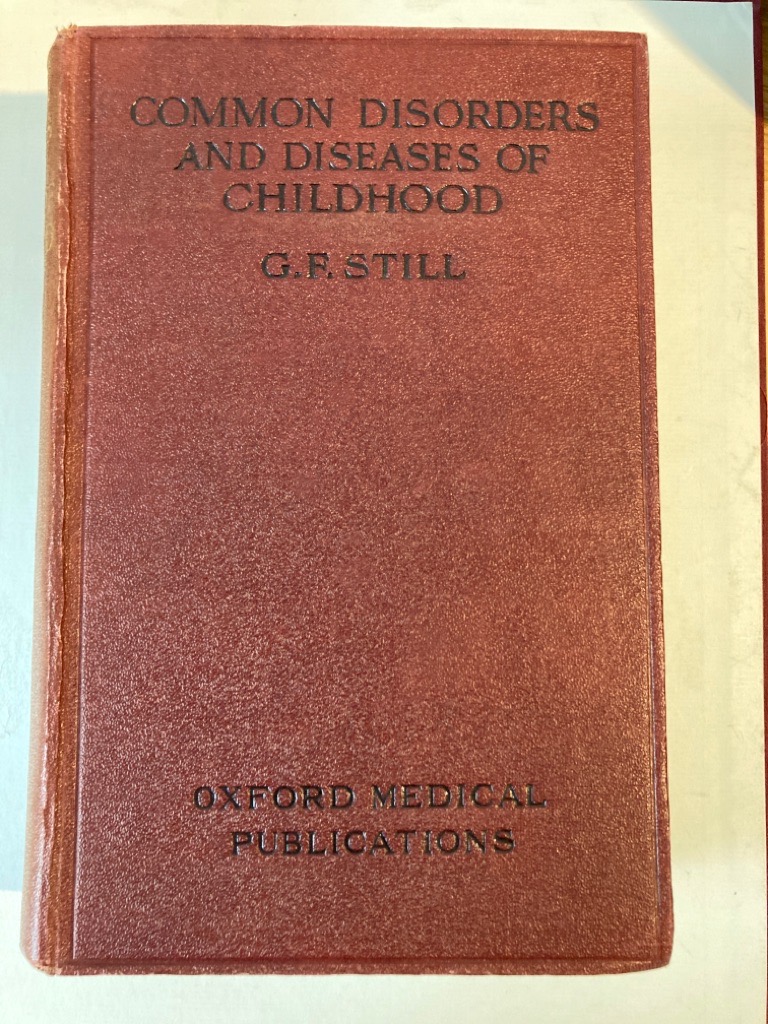 COMMON DISORDERS
AND DISEASES OF
CHILDHOOD
G.F. STILL
OXFORD MEDICAL
PUBLICATIONS